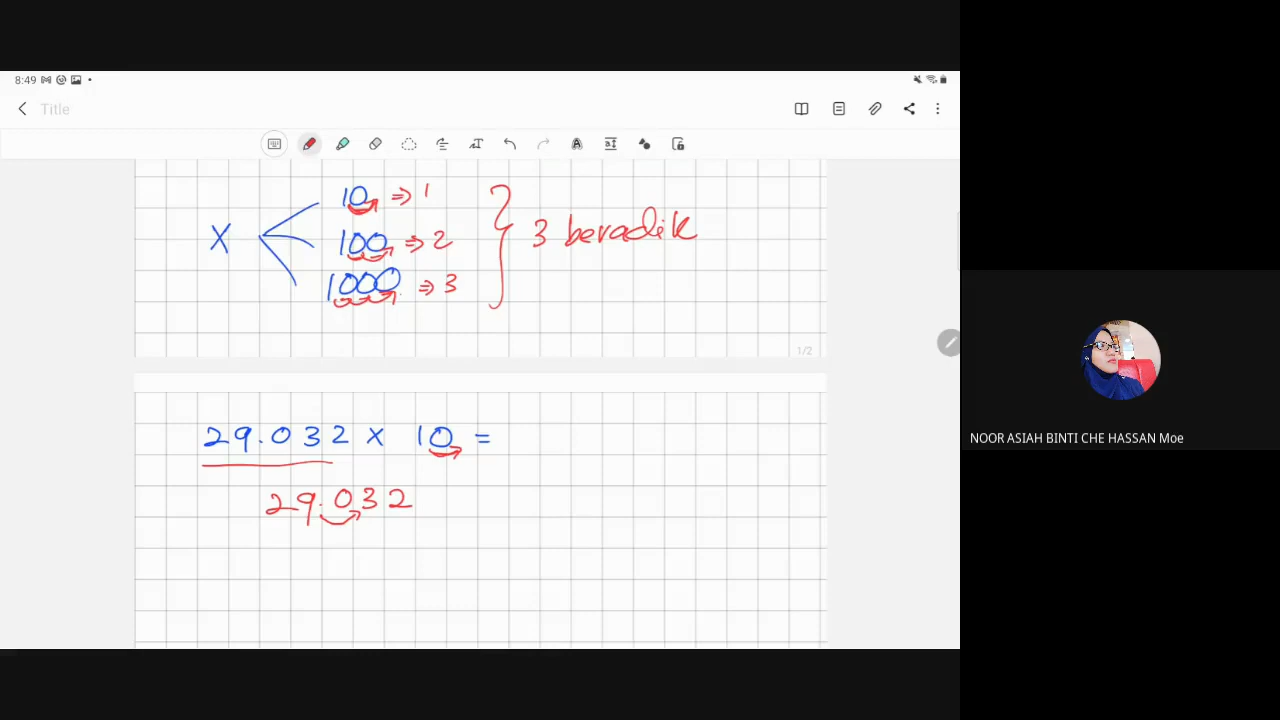 8:49
Title
10 ⇒ 1
X 100 ⇒ 2 3 beradik
1000 ⇒ 3
1/2
29.032 x 10 =
29.032
NOOR ASIAH BINTI CHE HASSAN Moe